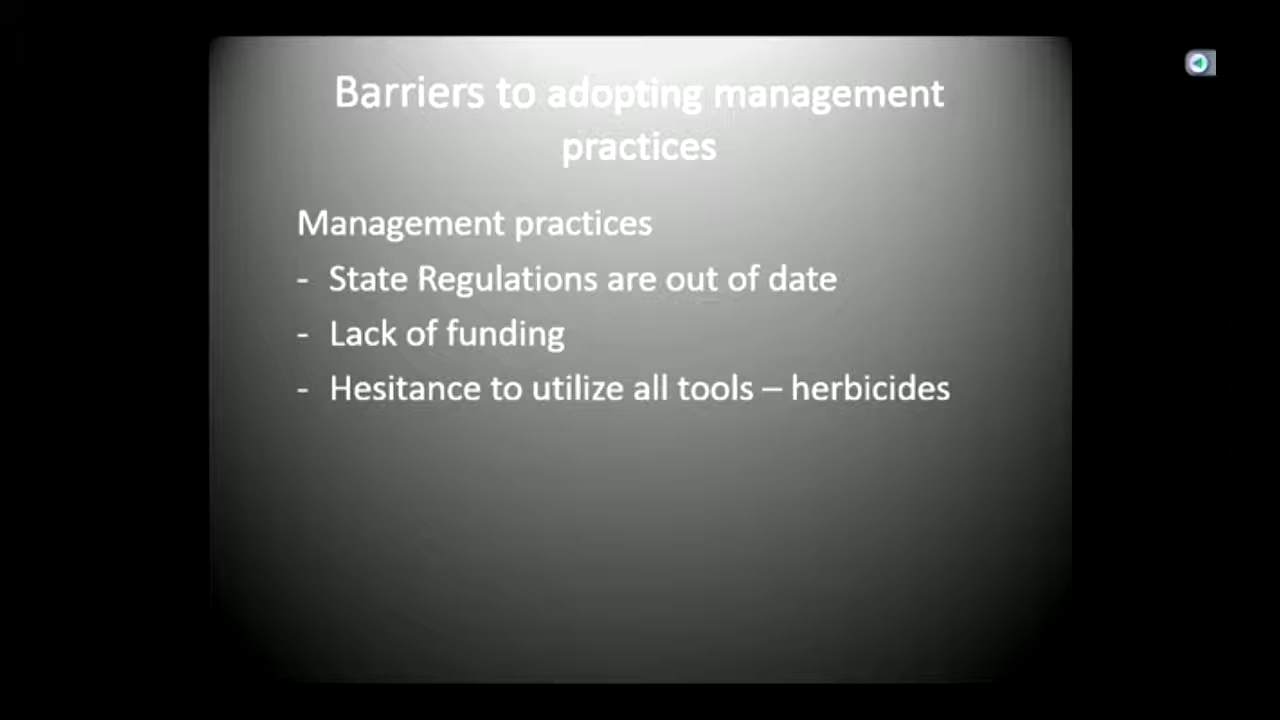 Barriers to adopting management
practices
Management practices
- State Regulations are out of date
- Lack of funding
- Hesitance to utilize all tools – herbicides